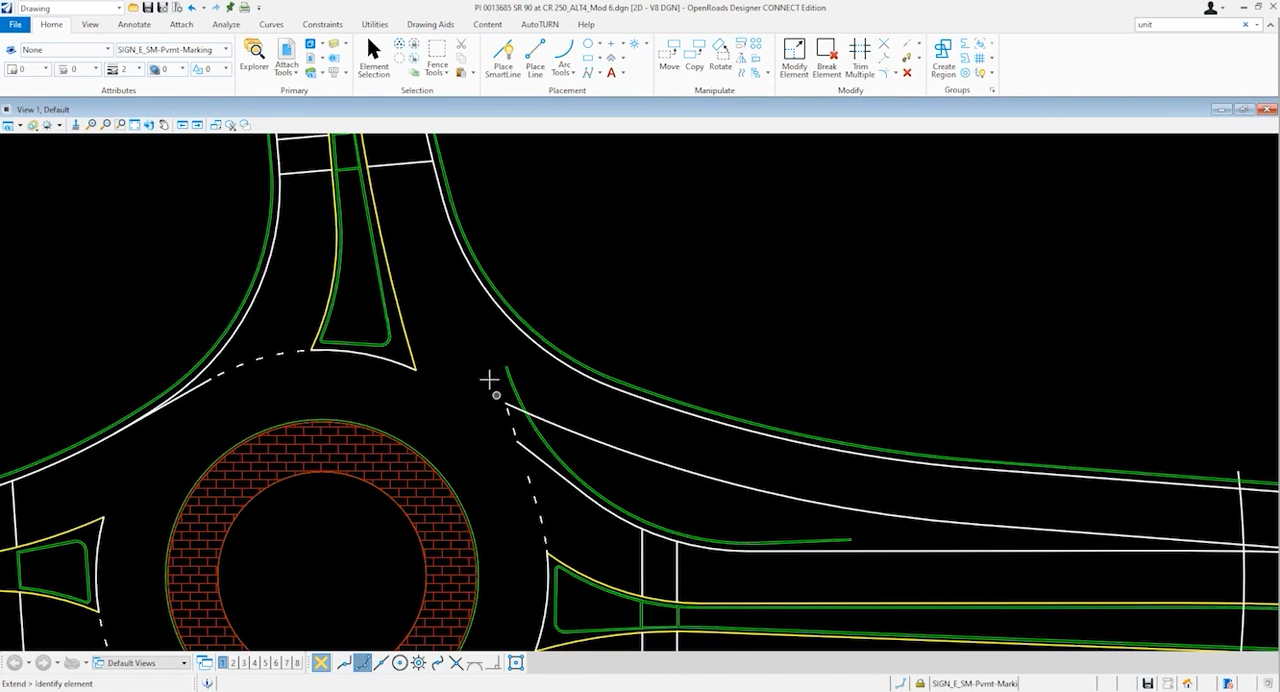 Drawing
PI 0013685 SR 90 at CR 250_ALT4_Mod 6.dgn [2D - V8 DGN] - OpenRoads Designer CONNECT Edition
File Home View Annotate Attach Analyze Curves Constraints Utilities Drawing Aids Content AutoTURN Help
unit
None SIGN_E_SM-Pvmt-Marking
0 0 2 0 0
Attributes
Explorer Attach Tools
Primary
Element Selection Fence Tools
Selection
Place SmartLine Place Line Arc Tools
Placement
Move Copy Rotate
Manipulate
Modify Element Break Element Trim Multiple
Modify
Create Region
Groups
View 1, Default
Default Views
1 2 3 4 5 6 7 8
Extend > Identify element
SIGN_E_SM-Pvmt-Marki